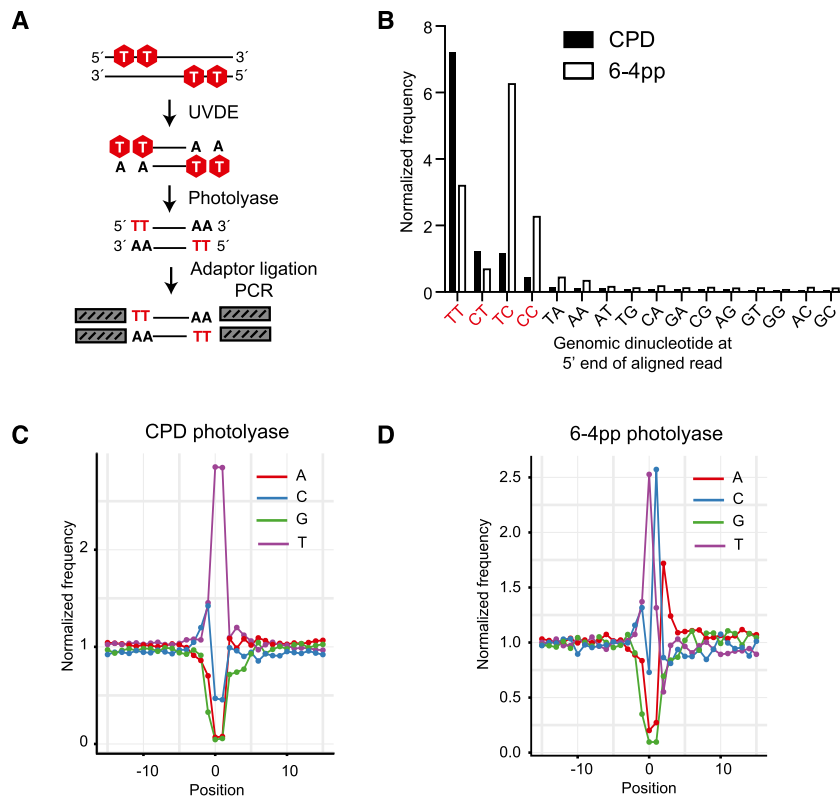 A
5´ T T 3´
3´ T T 5´
UVDE
T T A A
A A T T
Photolyase
5´ TT AA 3´
3´ AA TT 5´
Adaptor ligation
PCR
TT AA
AA TT
B
CPD
6-4pp
Normalized frequency
8
6
4
2
0
TT CT TC CC TA AA AT TG CA GA CG AG GT GG AC GC
Genomic dinucleotide at
5’ end of aligned read
C
CPD photolyase
A
C
G
T
Normalized frequency
2
1
0
-10 0 10
Position
D
6-4pp photolyase
A
C
G
T
Normalized frequency
2.5
2.0
1.5
1.0
0.5
0.0
-10 0 10
Position